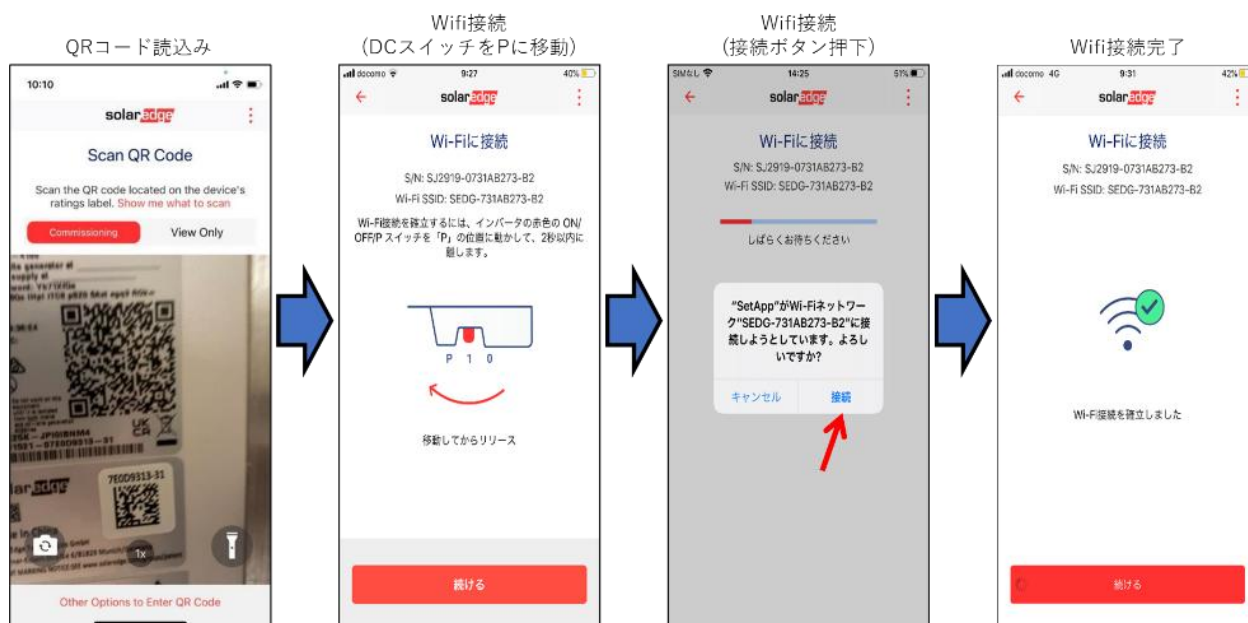 QRコード読込み
10:10
solaredge
Scan QR Code
Scan the QR code located on the device's
ratings label. Show me what to scan
Commissioning
View Only
supply at
7E0D9313-31
1x
Other Options to Enter QR Code
Wifi接続
(DCスイッチをPに移動)
docomo
9:27
40%
solaredge
Wi-Fiに接続
S/N: SJ2919-0731AB273-B2
Wi-Fi SSID: SEDG-731AB273-B2
Wi-Fi接続を確立するには、インバータの赤色の ON/
OFF/P スイッチを「P」の位置に動かして、2秒以内に
離します。
P 1 0
移動してからリリース
続ける
Wifi接続
(接続ボタン押下)
SIMなし
14:25
51%
solaredge
Wi-Fiに接続
S/N: SJ2919-0731AB273-B2
Wi-Fi SSID: SEDG-731AB273-B2
しばらくお待ちください
"SetApp"がWi-Fiネットワー
ク"SEDG-731AB273-B2"に接
続しようとしています。よろし
いですか?
キャンセル
接続
Wifi接続完了
docomo 4G
9:31
42%
solaredge
Wi-Fiに接続
S/N: SJ2919-0731AB273-B2
Wi-Fi SSID: SEDG-731AB273-B2
Wi-Fi接続を確立しました
続ける